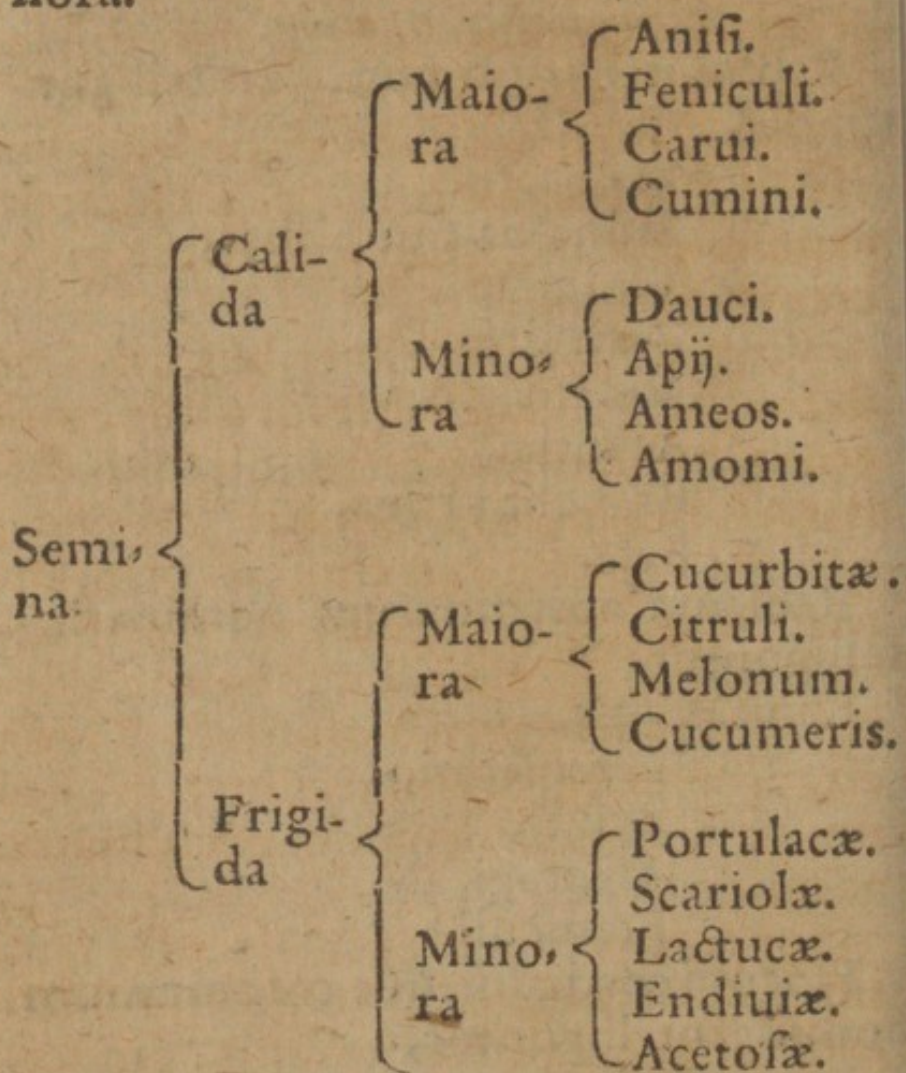 Semi-
na.
Cali-
da
Maio-
ra
Aniſi.
Feniculi.
Carui.
Cumini.
Mino-
ra
Dauci.
Apij.
Ameos.
Amomi.
Frigi-
da
Maio-
ra
Cucurbitæ.
Citruli.
Melonum.
Cucumeris.
Mino-
ra
Portulacæ.
Scariolæ.
Lactucæ.
Endiuiæ.
Acetoſæ.